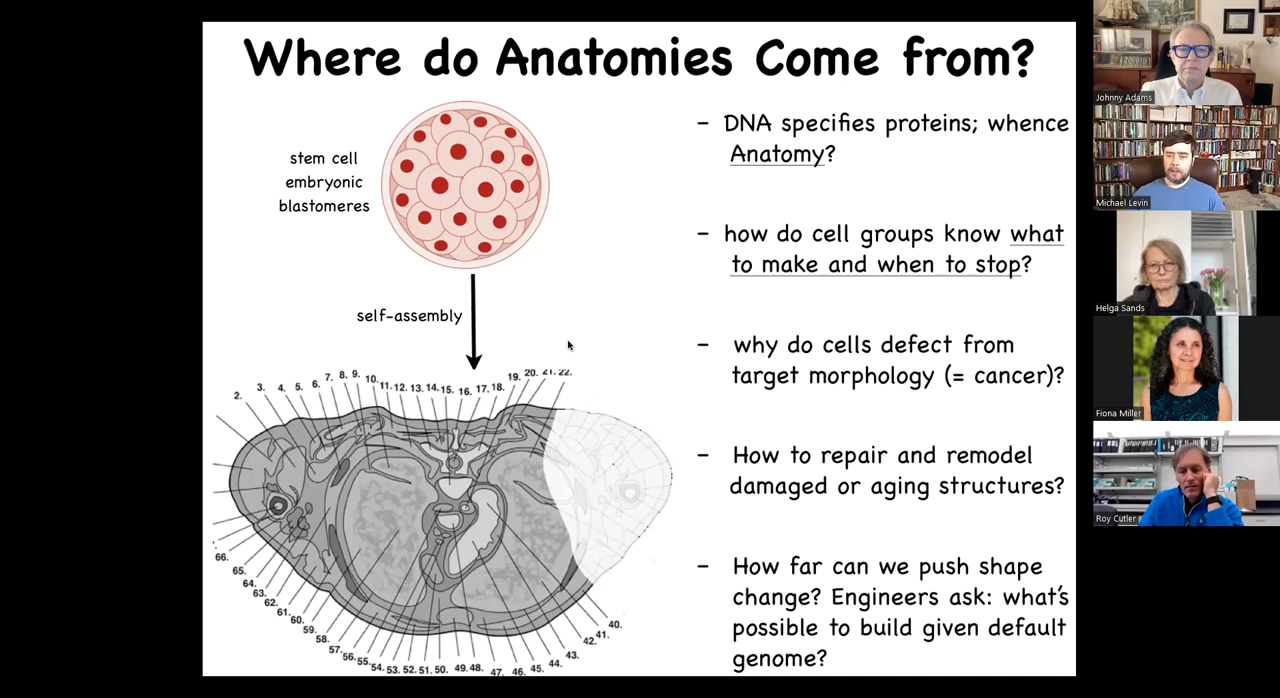 Where do Anatomies Come from?
stem cell
embryonic
blastomeres
self-assembly
2. 3. 4. 5. 6. 7. 8. 9. 10. 11. 12. 13. 14. 15. 16. 17. 18. 19. 20. 21. 22.
66.
65.
64.
63.
62.
61.
60.
59.
58.
57. 56. 55. 54. 53. 52. 51. 50. 49. 48. 47. 46. 45. 44. 43. 42. 41. 40.
- DNA specifies proteins; whence
Anatomy?
- how do cell groups know what
to make and when to stop?
- why do cells defect from
target morphology (= cancer)?
- How to repair and remodel
damaged or aging structures?
- How far can we push shape
change? Engineers ask: what's
possible to build given default
genome?
Johnny Adams
Michael Levin
Helga Sands
Fiona Miller
Roy Cutler